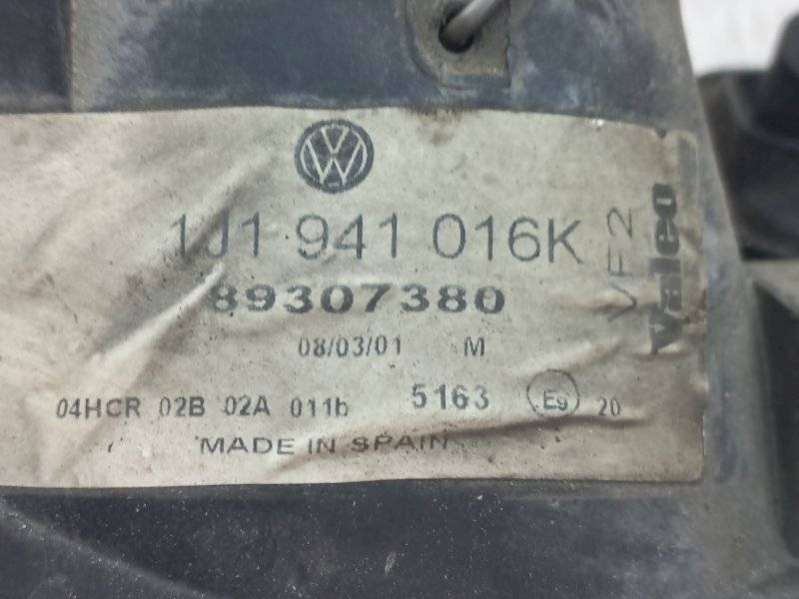 VW
1J1 941 016K
89307380
08/03/01 M
04HCR 02B 02A 011b 5163 E9 20
MADE IN SPAIN
VF2
Valeo